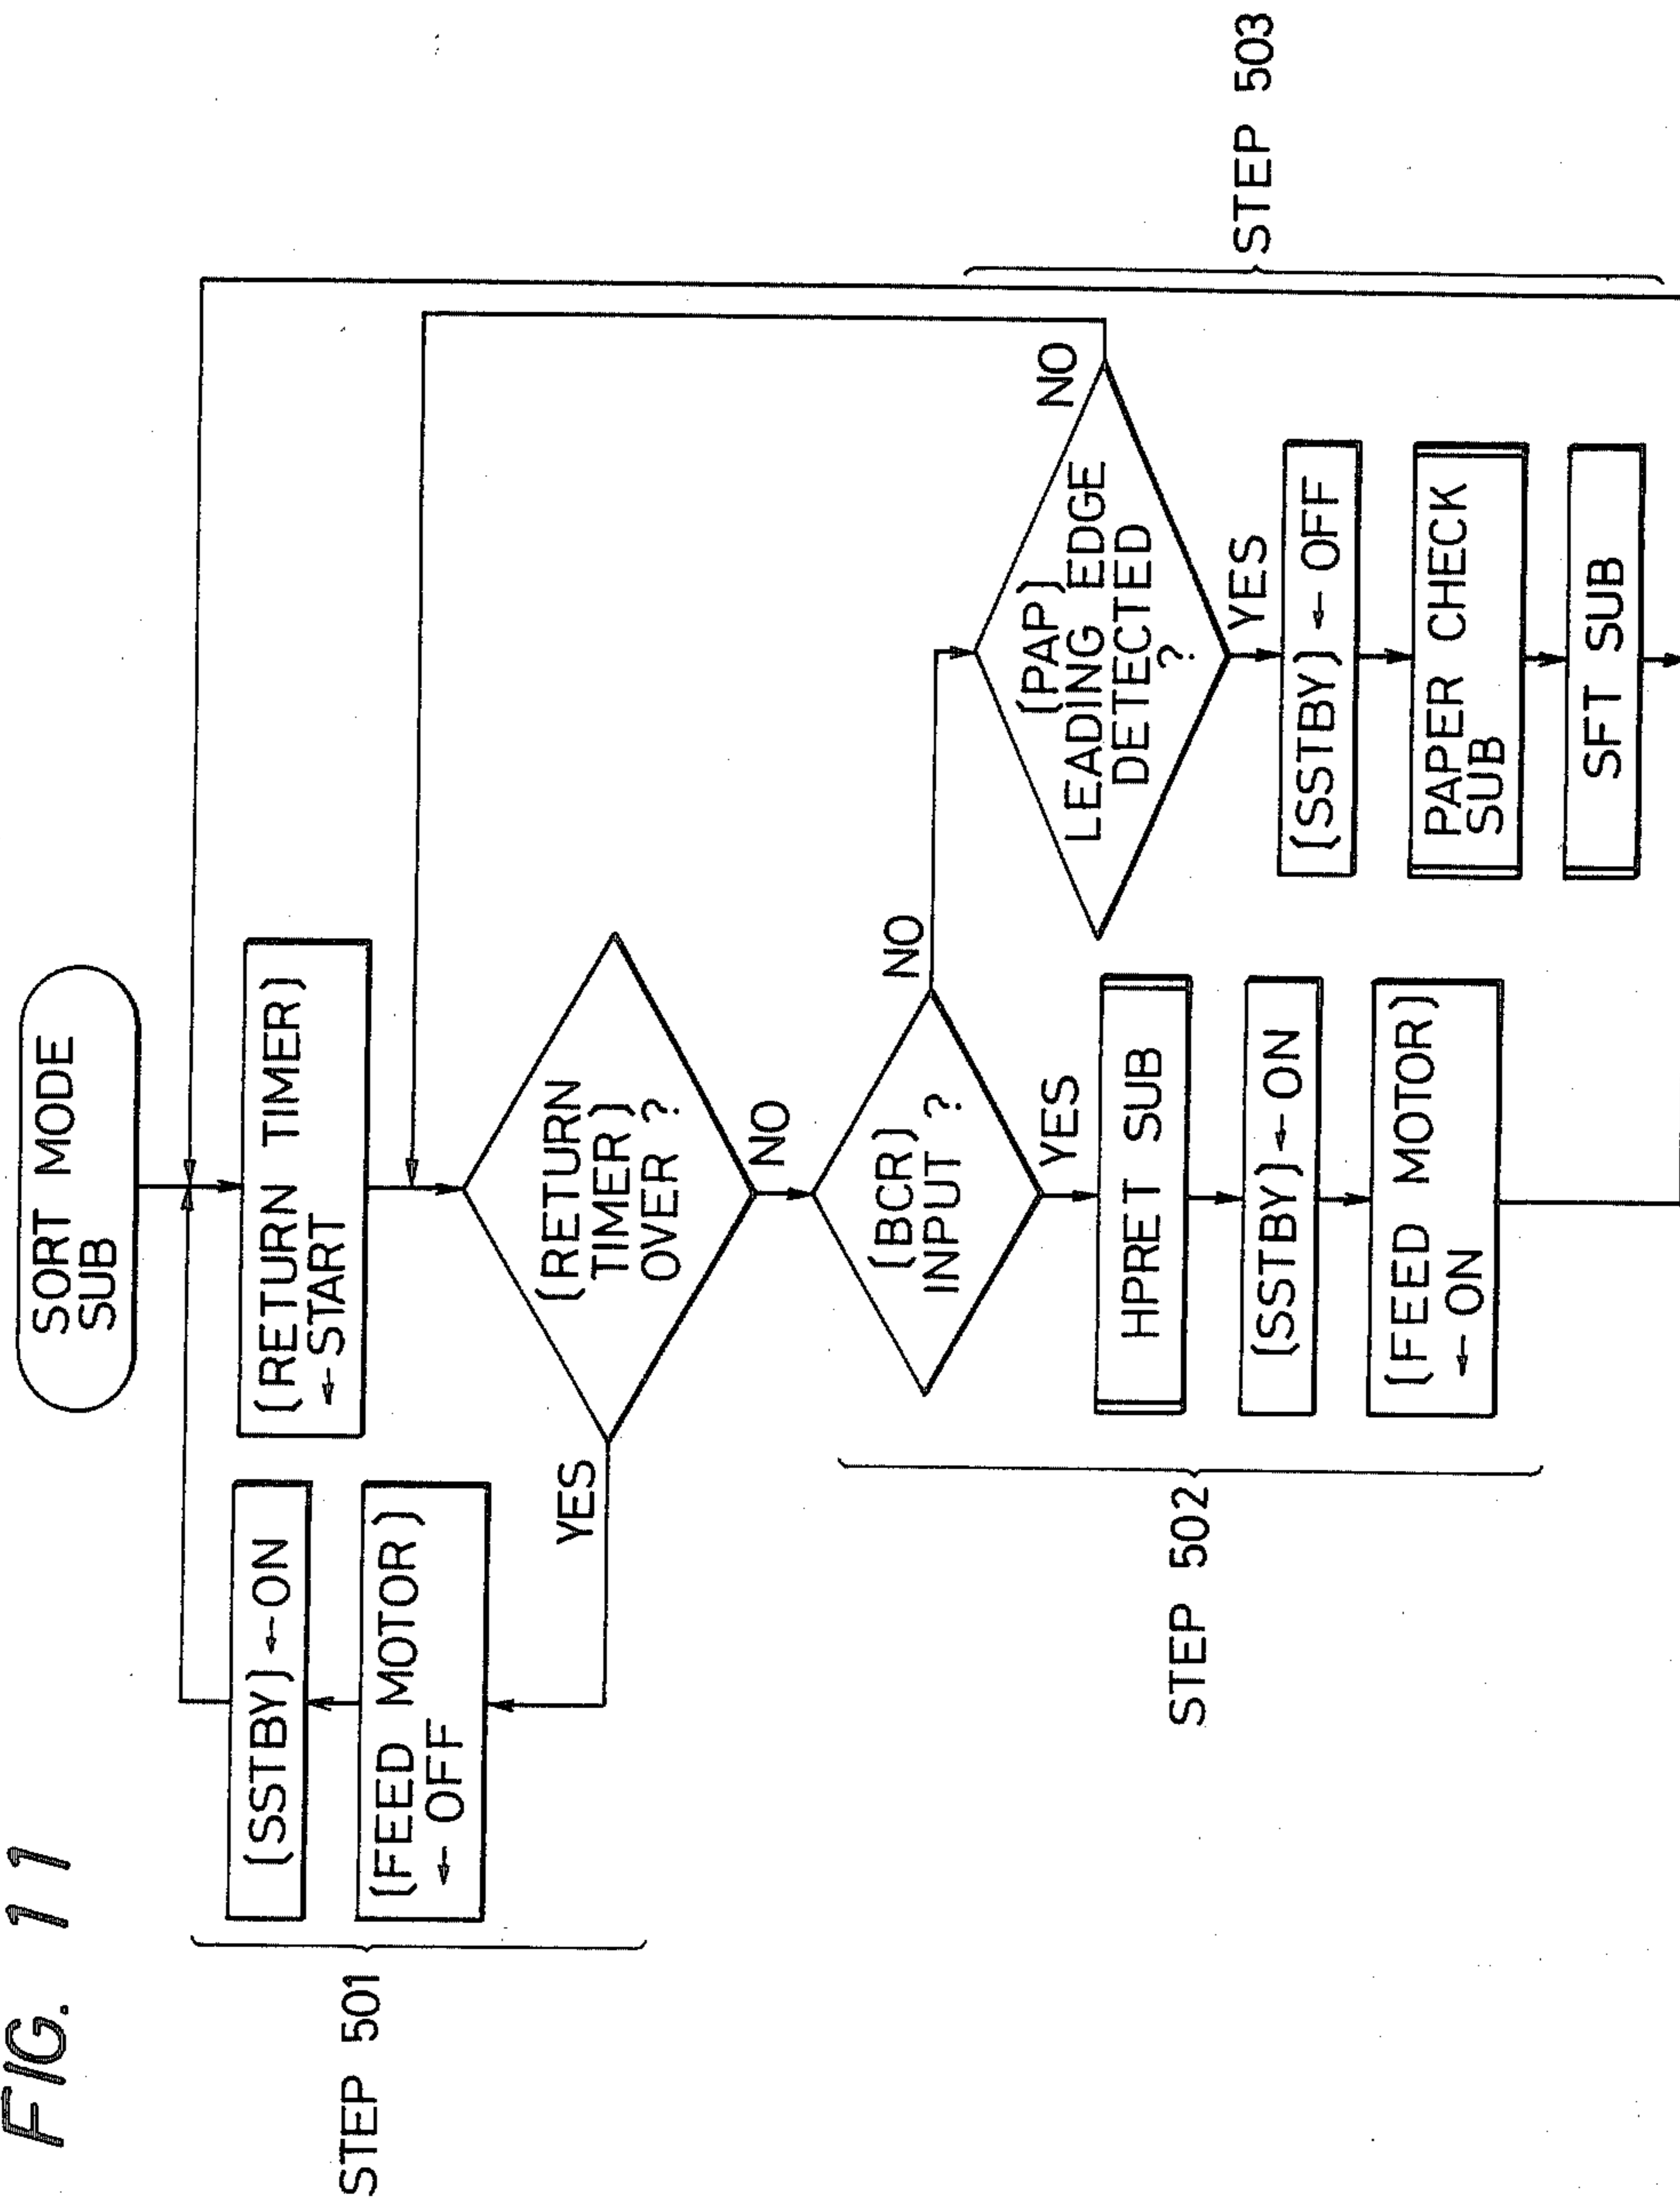 FIG. 11
SORT MODE
SUB
(RETURN TIMER)
←START
(SSTBY)←ON
(FEED MOTOR)
← OFF
STEP 501
(RETURN
TIMER)
OVER ?
YES
NO
(BCR)
INPUT ?
NO
YES
HPRET SUB
(SSTBY)←ON
(FEED MOTOR)
← ON
STEP 502
(PAP)
LEADING EDGE
DETECTED
?
NO
YES
(SSTBY) ← OFF
PAPER CHECK
SUB
SFT SUB
STEP 503